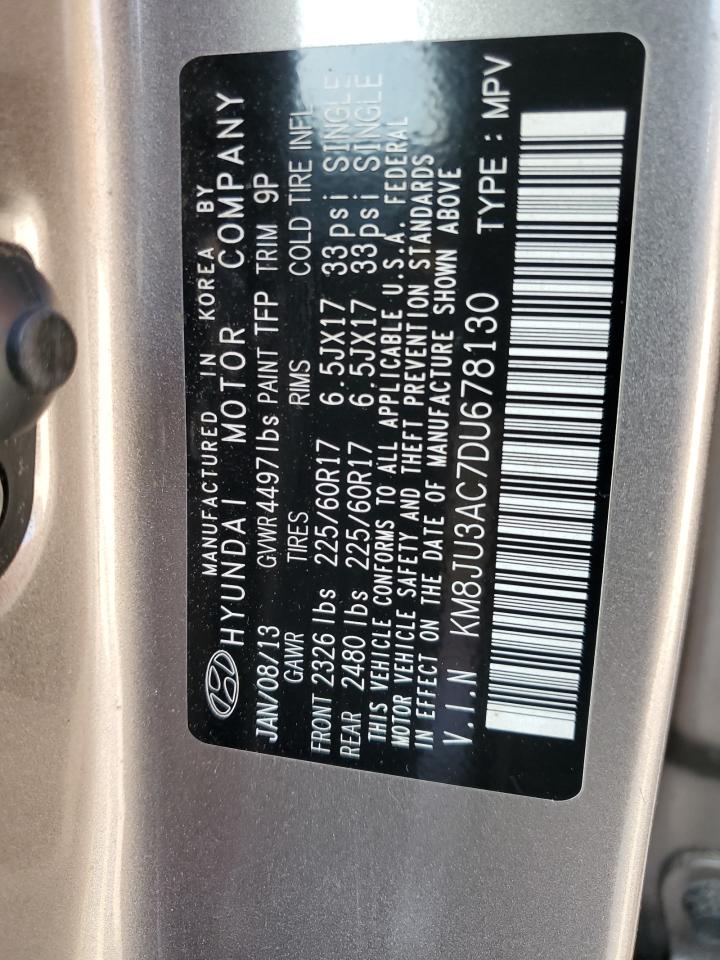 MANUFACTURED IN KOREA BY
HYUNDAI MOTOR COMPANY
JAN/08/13 GVWR 4497 lbs PAINT TFP TRIM 9P
GAWR TIRES RIMS COLD TIRE INFL
FRONT 2326 lbs 225/60R17 6.5JX17 33psi SINGLE
REAR 2480 lbs 225/60R17 6.5JX17 33psi SINGLE
THIS VEHICLE CONFORMS TO ALL APPLICABLE U.S.A. FEDERAL
MOTOR VEHICLE SAFETY AND THEFT PREVENTION STANDARDS
IN EFFECT ON THE DATE OF MANUFACTURE SHOWN ABOVE
V.I.N KM8JU3AC7DU678130 TYPE : MPV